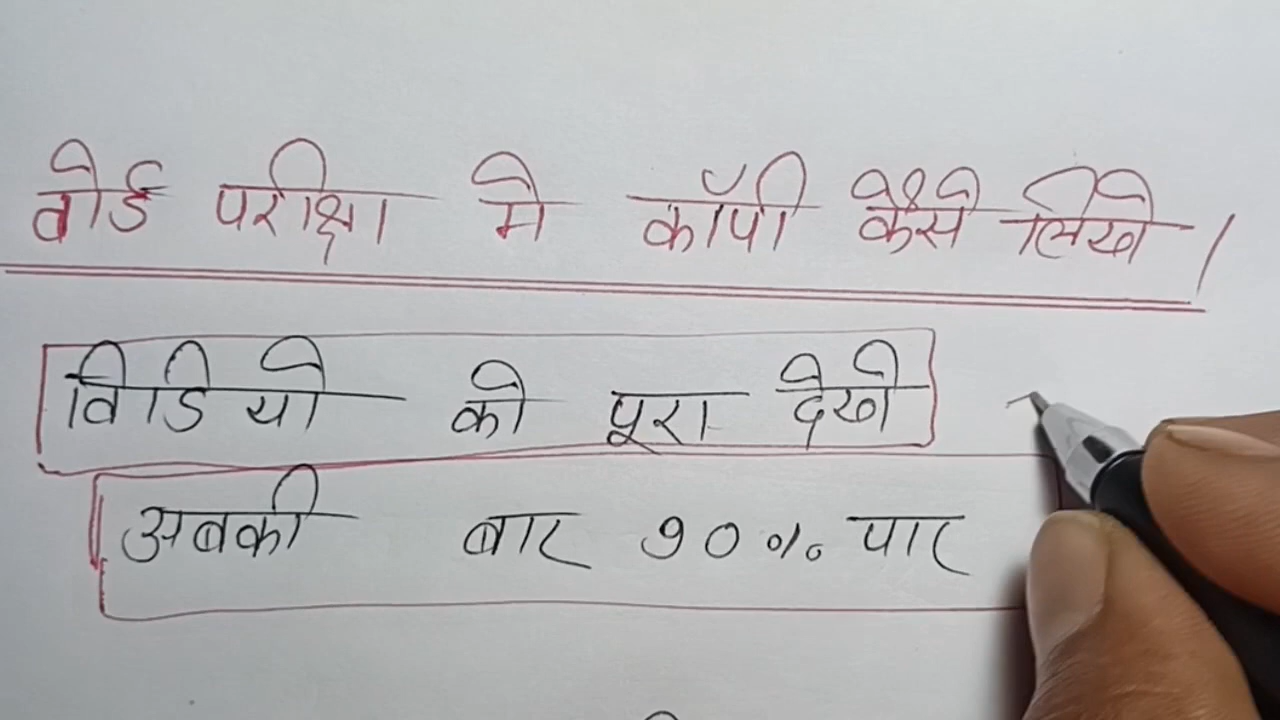 बोर्ड परीक्षा मे कॉपी कैसे लिखे ।
विडियो को पूरा देखे
अबकी बार 90% पार